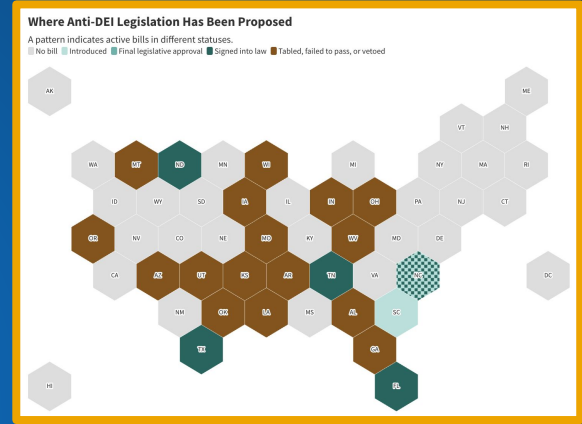 Where Anti-DEI Legislation Has Been Proposed
A pattern indicates active bills in different statuses.
No bill Introduced Final legislative approval Signed into law Tabled, failed to pass, or vetoed
AK ME
VT NH
WA MT ND MN WI MI NY MA RI
ID WY SD IA IL IN OH PA NJ CT
OR NV CO NE MO KY WV MD DE
CA AZ UT KS AR TN VA NC DC
NM OK LA MS AL SC
TX GA
HI FL